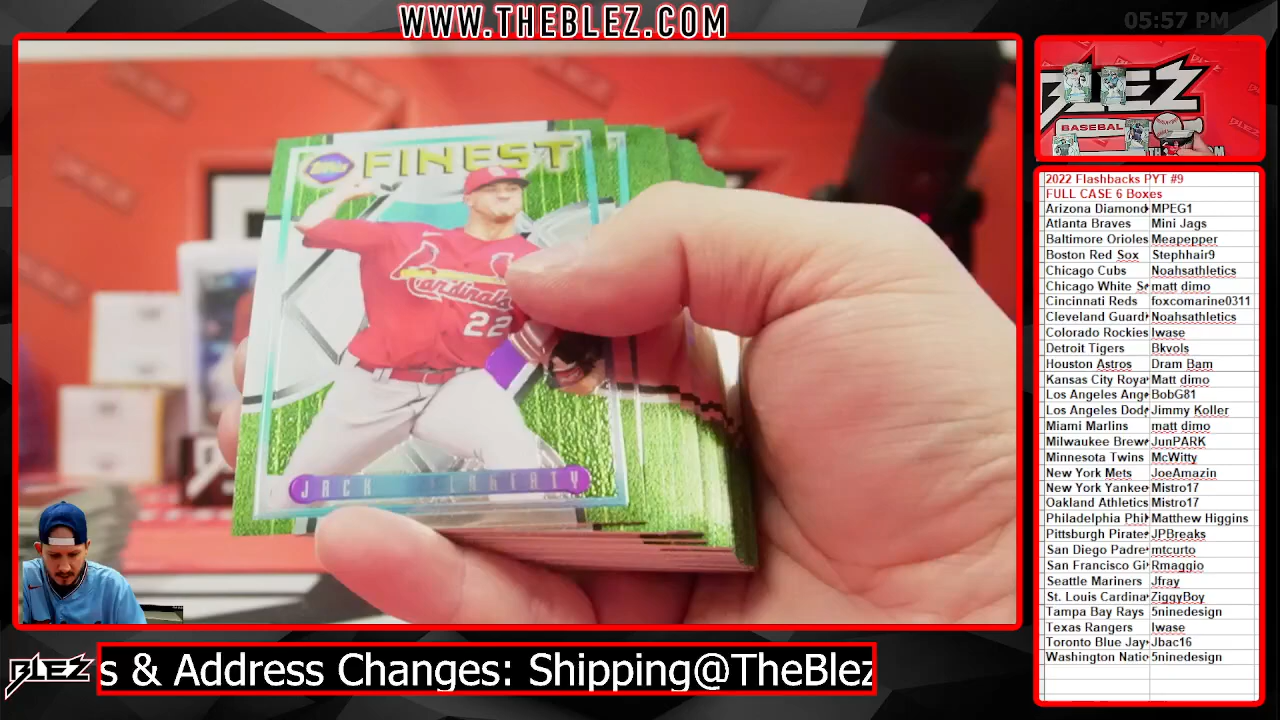 WWW.THEBLEZ.COM
05:57 PM
FINEST
Cardinals
22
JACK FLAHERTY
BLEZ
BASEBAL
2022 Flashbacks PYT #9
FULL CASE 6 Boxes
Arizona Diamond MPEG1
Atlanta Braves Mini Jags
Baltimore Orioles Meapepper
Boston Red Sox Stephhair9
Chicago Cubs Noahsathletics
Chicago White S matt dimo
Cincinnati Reds foxcomarine0311
Cleveland Guard Noahsathletics
Colorado Rockies Iwase
Detroit Tigers Bkvols
Houston Astros Dram Bam
Kansas City Roya Matt dimo
Los Angeles Ang BobG81
Los Angeles Dod Jimmy Koller
Miami Marlins matt dimo
Milwaukee Brew JunPARK
Minnesota Twins McWitty
New York Mets JoeAmazin
New York Yankee Mistro17
Oakland Athletics Mistro17
Philadelphia Phil Matthew Higgins
Pittsburgh Pirate JPBreaks
San Diego Padre mtcurto
San Francisco Gi Rmaggio
Seattle Mariners Jfray
St. Louis Cardina ZiggyBoy
Tampa Bay Rays 5ninedesign
Texas Rangers Iwase
Toronto Blue Jay Jbac16
Washington Natio 5ninedesign
BLEZ
s & Address Changes: Shipping@TheBlez